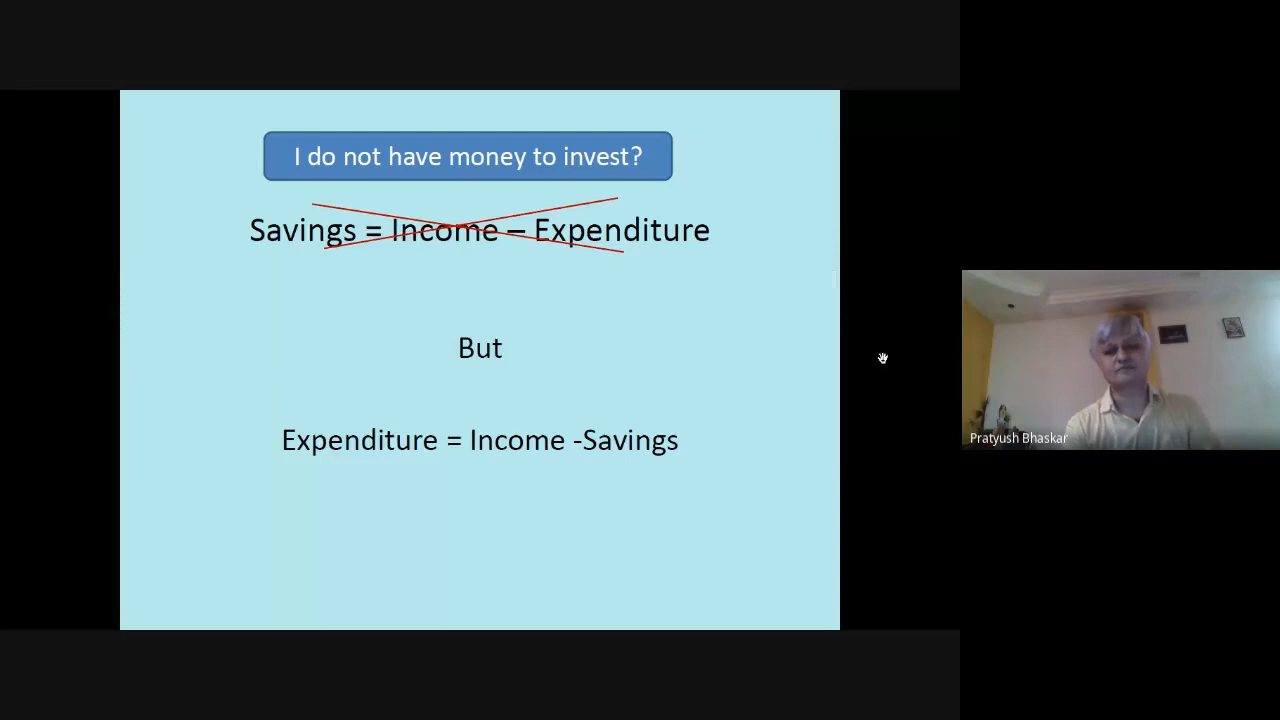 I do not have money to invest?
Savings = Income – Expenditure
But
Expenditure = Income -Savings
Pratyush Bhaskar